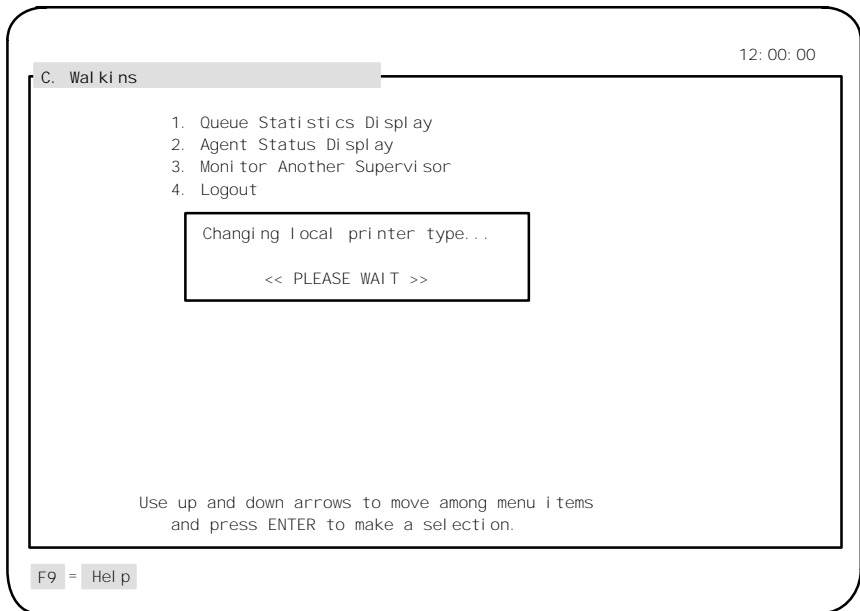 12:00:00
C. Walkins
1. Queue Statistics Display
2. Agent Status Display
3. Monitor Another Supervisor
4. Logout
Changing local printer type...
<< PLEASE WAIT >>
Use up and down arrows to move among menu items
and press ENTER to make a selection.
F9 = Help